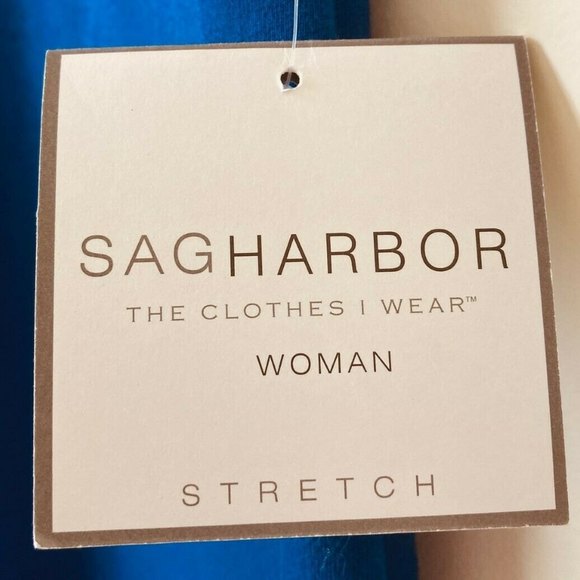 SAGHARBOR
THE CLOTHES I WEAR™
WOMAN
STRETCH